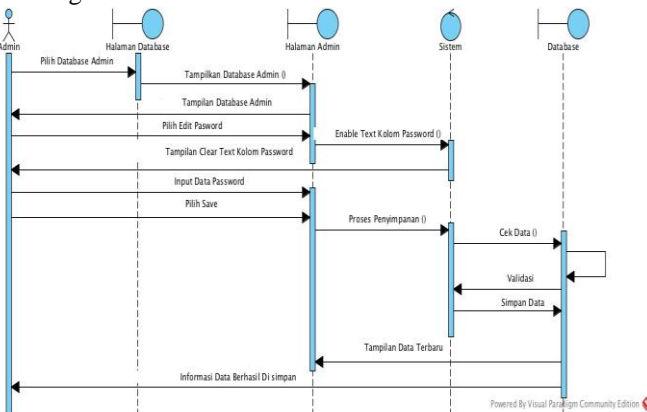 Admin
Halaman Database
Halaman Admin
Sistem
Database
Pilih Database Admin
Tampilkan Database Admin ()
Tampilan Database Admin
Pilih Edit Pasword
Enable Text Kolom Password ()
Tampilan Clear Text Kolom Password
Input Data Password
Pilih Save
Proses Penyimpanan ()
Cek Data ()
Validasi
Simpan Data
Tampilan Data Terbaru
Informasi Data Berhasil Di simpan
Powered By Visual Paradigm Community Edition